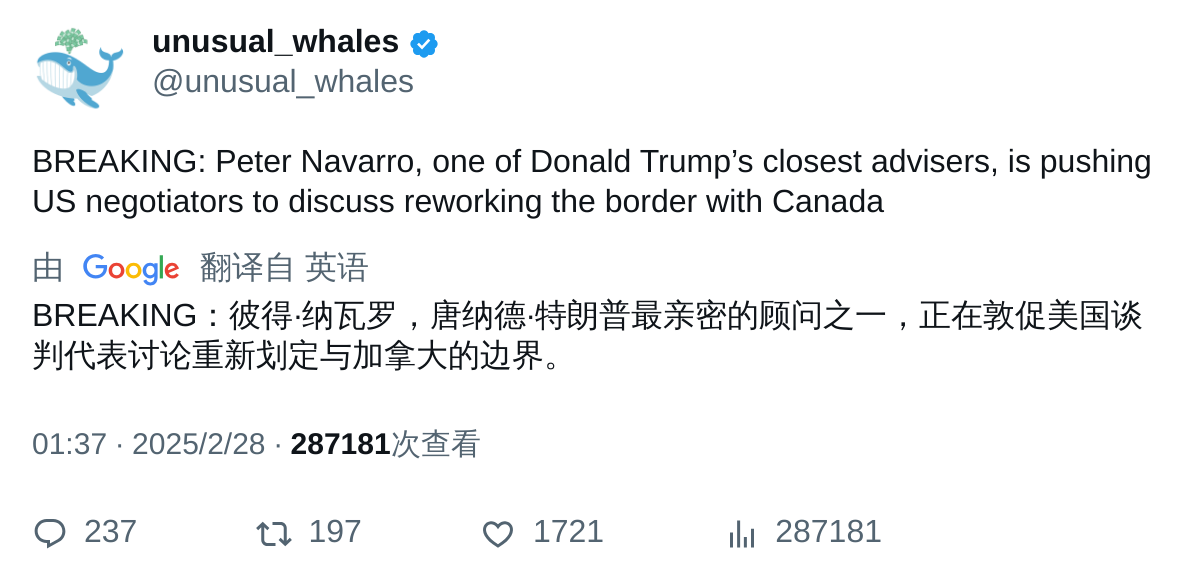 unusual_whales
@unusual_whales
BREAKING: Peter Navarro, one of Donald Trump’s closest advisers, is pushing
US negotiators to discuss reworking the border with Canada
由 Google 翻译自 英语
BREAKING：彼得·纳瓦罗，唐纳德·特朗普最亲密的顾问之一，正在敦促美国谈
判代表讨论重新划定与加拿大的边界。
01:37 · 2025/2/28 · 287181次查看
237 197 1721 287181